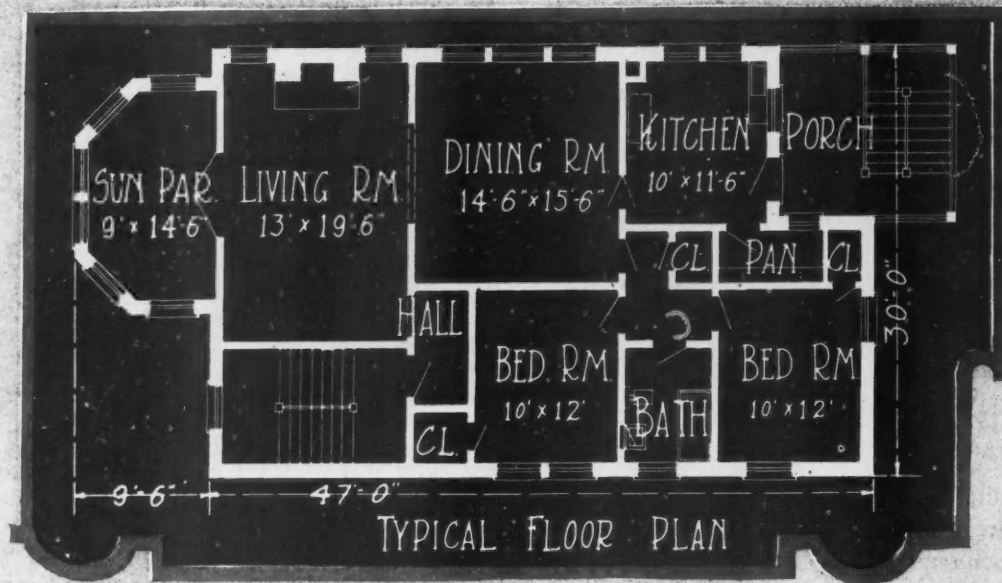 SUN PAR.
9' × 14'-6"
LIVING RM.
13' × 19'-6"
DINING RM.
14'-6" × 15'-6"
KITCHEN
10' × 11'-6"
PORCH
CL.
PAN.
CL.
HALL
BED. RM.
10' × 12'
BATH
BED RM.
10' × 12'
CL.
30'-0"
9'-6"
47'-0"
TYPICAL FLOOR PLAN